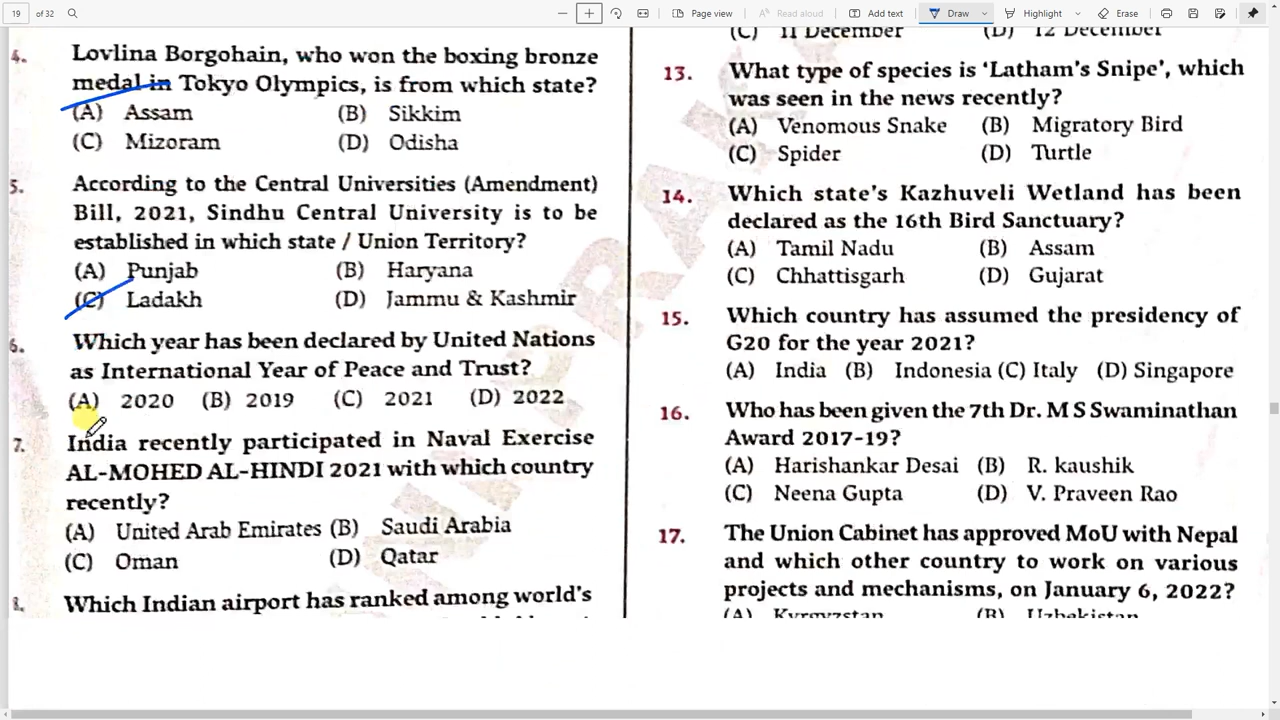 19 of 32
Page view
Read aloud
Add text
Draw
Highlight
Erase
4. Lovlina Borgohain, who won the boxing bronze
medal in Tokyo Olympics, is from which state?
(A) Assam (B) Sikkim
(C) Mizoram (D) Odisha
5. According to the Central Universities (Amendment)
Bill, 2021, Sindhu Central University is to be
established in which state / Union Territory?
(A) Punjab (B) Haryana
(C) Ladakh (D) Jammu & Kashmir
6. Which year has been declared by United Nations
as International Year of Peace and Trust?
(A) 2020 (B) 2019 (C) 2021 (D) 2022
7. India recently participated in Naval Exercise
AL-MOHED AL-HINDI 2021 with which country
recently?
(A) United Arab Emirates (B) Saudi Arabia
(C) Oman (D) Qatar
8. Which Indian airport has ranked among world's
(C) 11 December (D) 12 December
13. What type of species is 'Latham's Snipe', which
was seen in the news recently?
(A) Venomous Snake (B) Migratory Bird
(C) Spider (D) Turtle
14. Which state's Kazhuveli Wetland has been
declared as the 16th Bird Sanctuary?
(A) Tamil Nadu (B) Assam
(C) Chhattisgarh (D) Gujarat
15. Which country has assumed the presidency of
G20 for the year 2021?
(A) India (B) Indonesia (C) Italy (D) Singapore
16. Who has been given the 7th Dr. M S Swaminathan
Award 2017-19?
(A) Harishankar Desai (B) R. kaushik
(C) Neena Gupta (D) V. Praveen Rao
17. The Union Cabinet has approved MoU with Nepal
and which other country to work on various
projects and mechanisms, on January 6, 2022?
(A) Kyrgyzstan (B) Uzbekistan